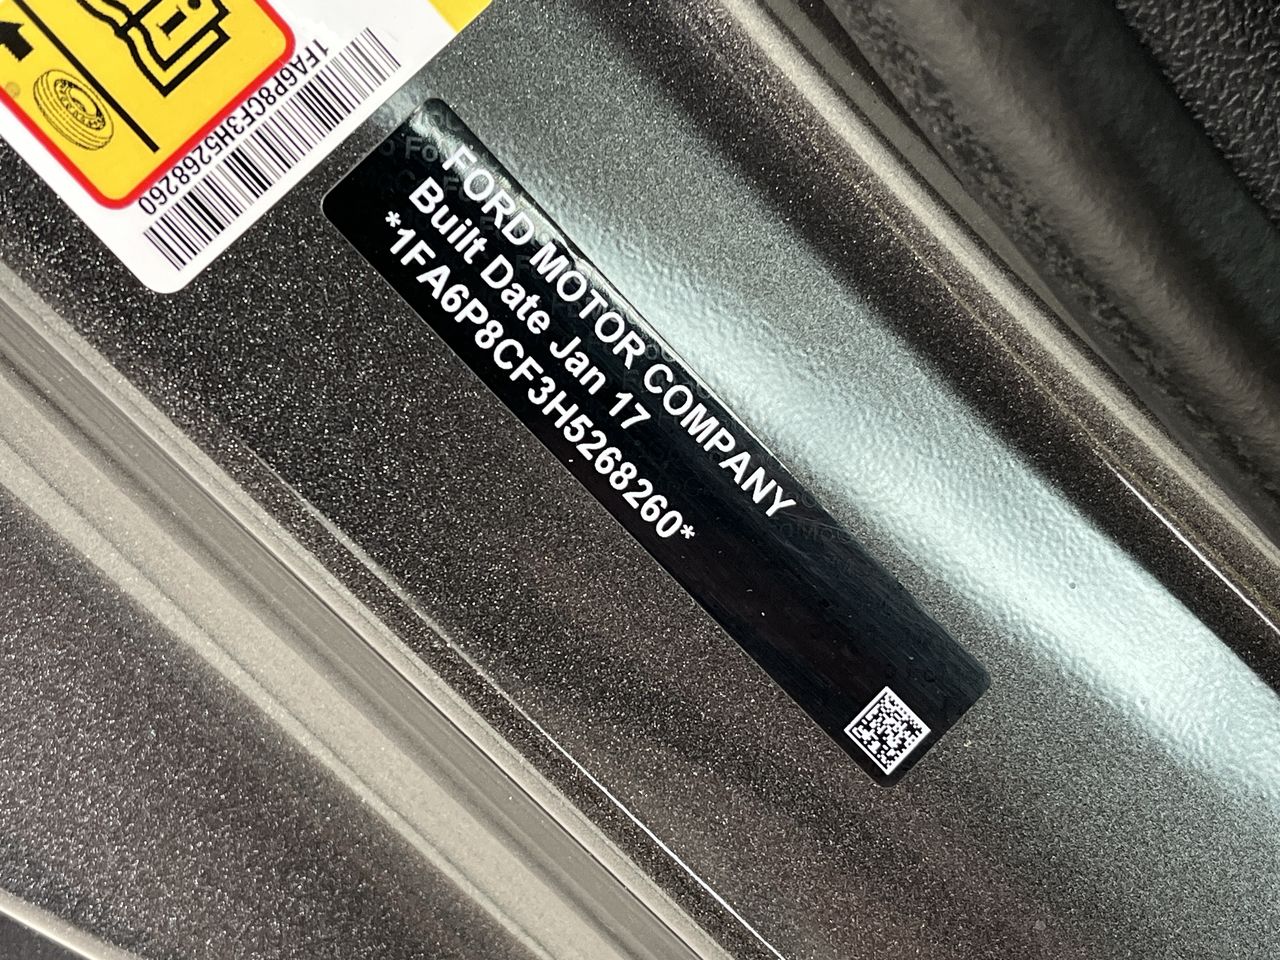 1FA6P8CF3H5268260
FORD MOTOR COMPANY
Built Date Jan 17
*1FA6P8CF3H5268260*